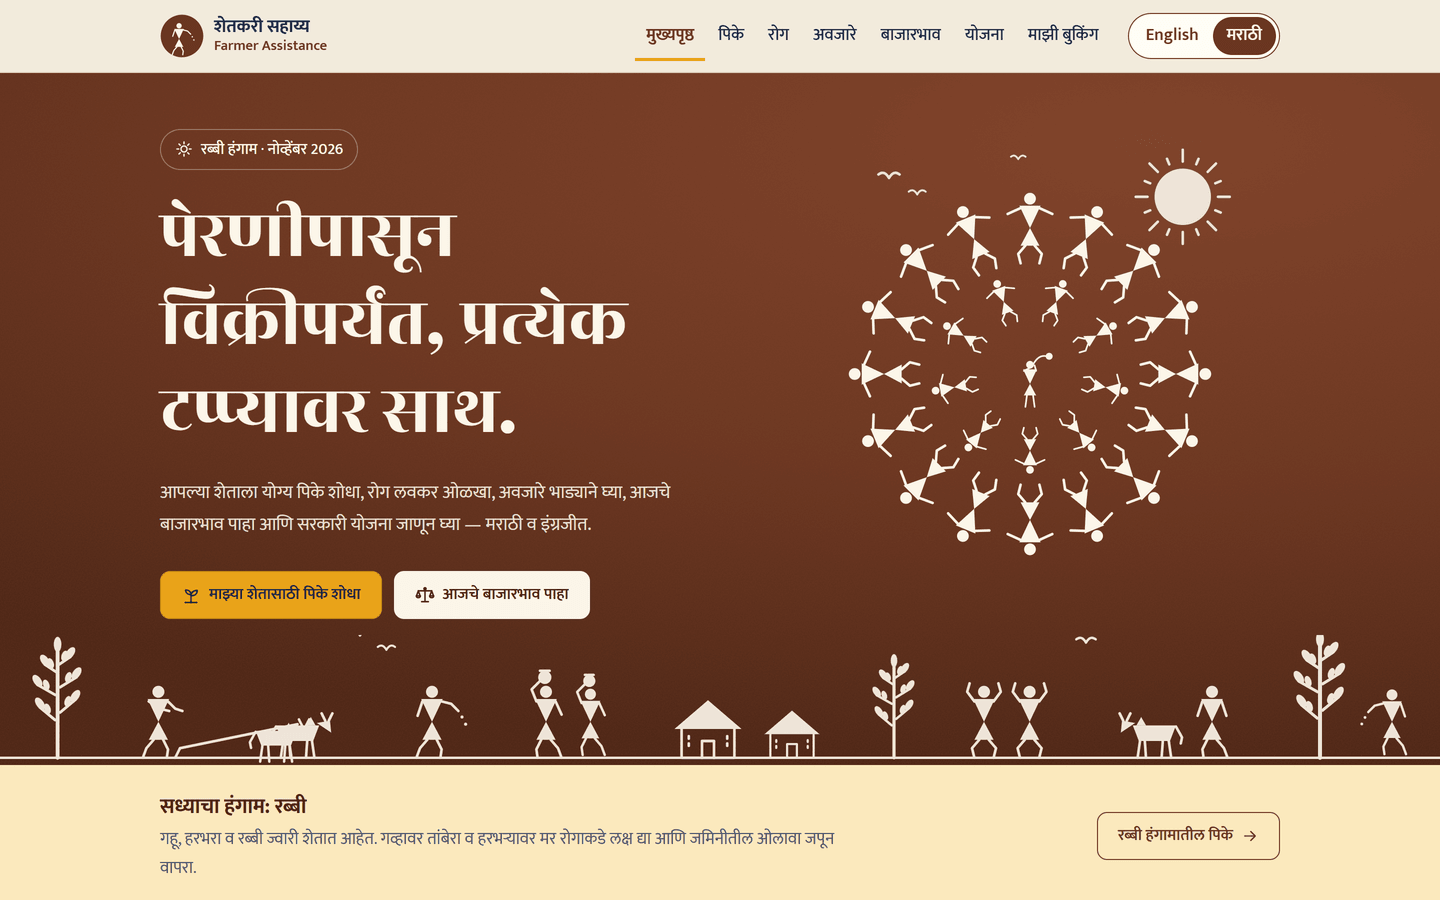 शेतकरी सहाय्य
Farmer Assistance
मुख्यपृष्ठ पिके रोग अवजारे बाजारभाव योजना माझी बुकिंग English मराठी
रब्बी हंगाम · नोव्हेंबर 2026
पेरणीपासून
विक्रीपर्यंत, प्रत्येक
टप्प्यावर साथ.
आपल्या शेताला योग्य पिके शोधा, रोग लवकर ओळखा, अवजारे भाड्याने घ्या, आजचे
बाजारभाव पाहा आणि सरकारी योजना जाणून घ्या — मराठी व इंग्रजीत.
माझ्या शेतासाठी पिके शोधा
आजचे बाजारभाव पाहा
सध्याचा हंगाम: रब्बी
गहू, हरभरा व रब्बी ज्वारी शेतात आहेत. गव्हावर तांबेरा व हरभऱ्यावर मर रोगाकडे लक्ष द्या आणि जमिनीतील ओलावा जपून
वापरा.
रब्बी हंगामातील पिके →